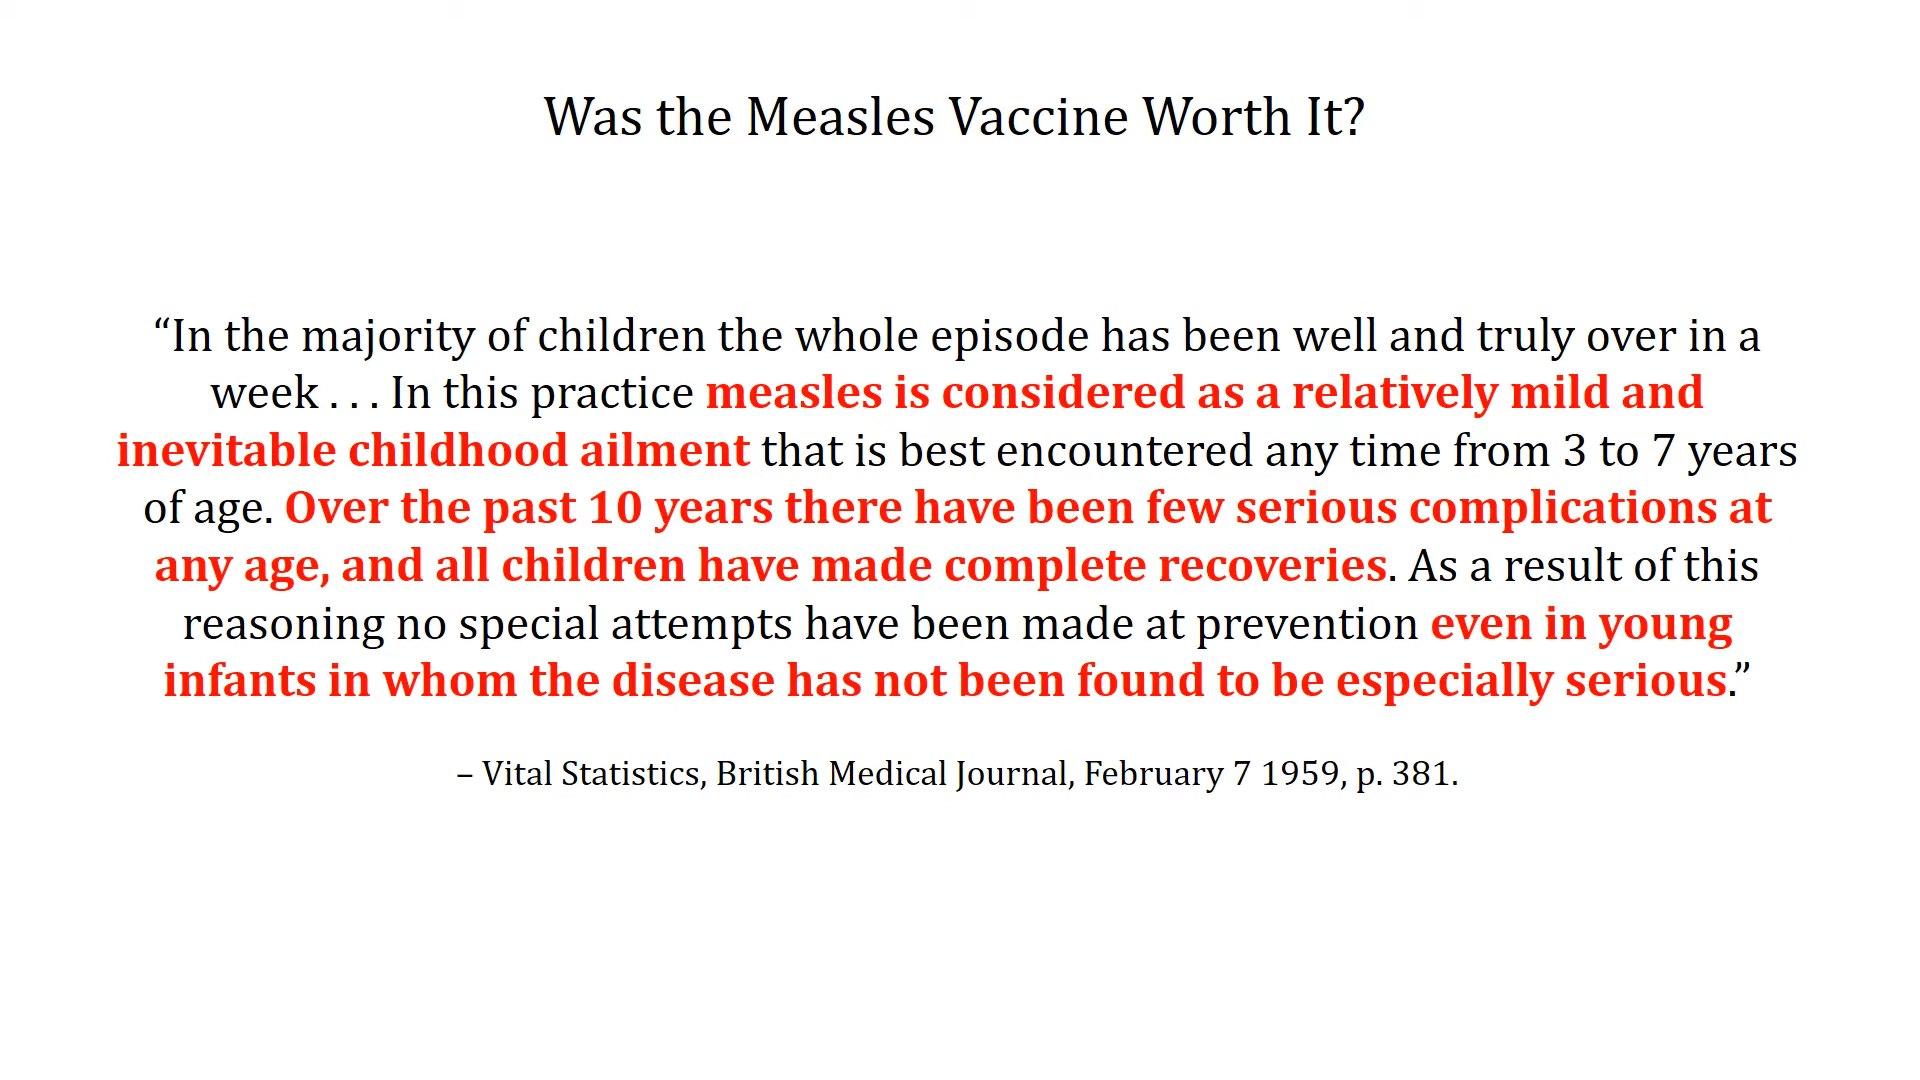 Was the Measles Vaccine Worth It?
“In the majority of children the whole episode has been well and truly over in a
week . . . In this practice measles is considered as a relatively mild and
inevitable childhood ailment that is best encountered any time from 3 to 7 years
of age. Over the past 10 years there have been few serious complications at
any age, and all children have made complete recoveries. As a result of this
reasoning no special attempts have been made at prevention even in young
infants in whom the disease has not been found to be especially serious.”
– Vital Statistics, British Medical Journal, February 7 1959, p. 381.